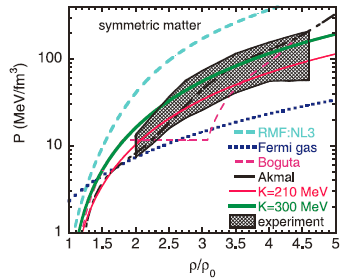 symmetric matter
P (MeV/fm³)
100
10
1
RMF:NL3
Fermi gas
Boguta
Akmal
K=210 MeV
K=300 MeV
experiment
1 1.5 2 2.5 3 3.5 4 4.5 5
ρ/ρ₀